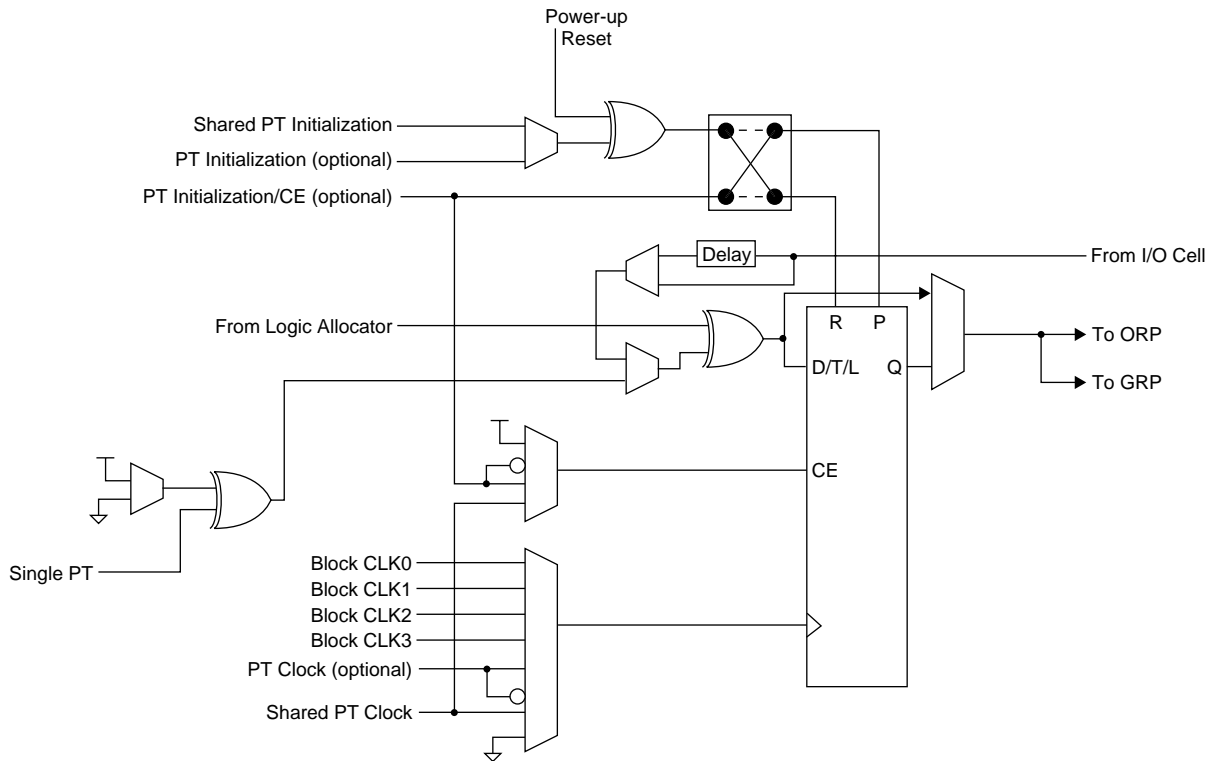 Power-up
Reset
Shared PT Initialization
PT Initialization (optional)
PT Initialization/CE (optional)
Delay
From I/O Cell
From Logic Allocator
R P
To ORP
D/T/L Q
To GRP
CE
Single PT
Block CLK0
Block CLK1
Block CLK2
Block CLK3
PT Clock (optional)
Shared PT Clock